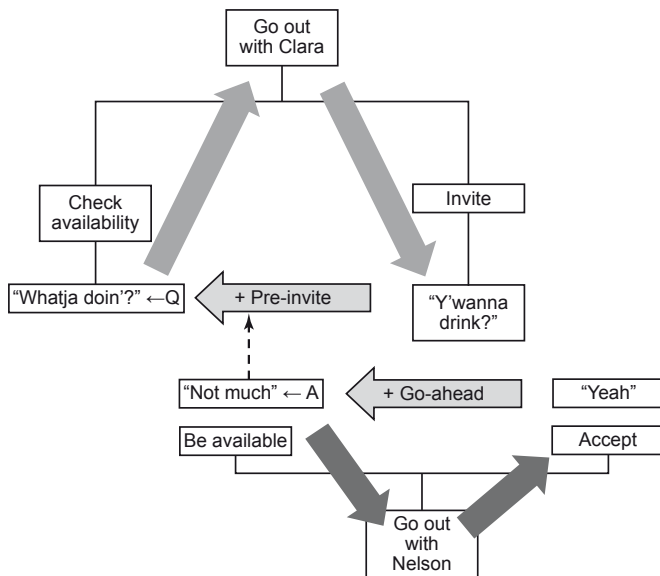 Go out
with Clara
Check
availability
Invite
“Whatja doin’?” ←Q
+ Pre-invite
“Y’wanna
drink?”
“Not much” ← A
+ Go-ahead
“Yeah”
Be available
Accept
Go out
with
Nelson